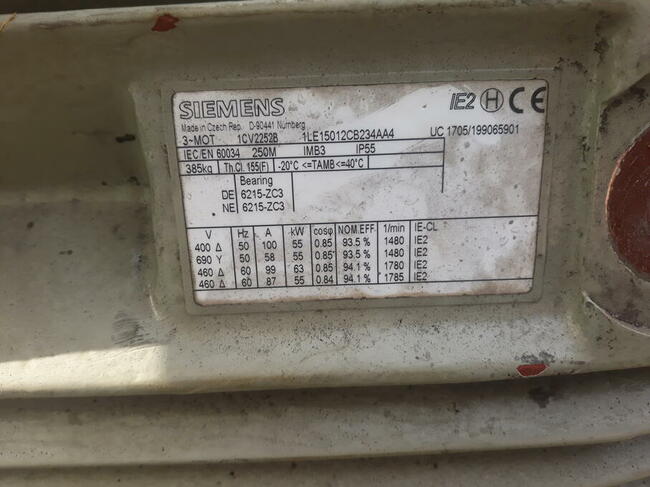 SIEMENS IE2 H CE
Made in Czech Rep. D-90441 Nürnberg
3~MOT 1CV2252B 1LE15012CB234AA4 UC 1705/199065901
IEC/EN 60034 250M IMB3 IP55
385kg Th.Cl. 155(F) -20°C <=TAMB<=40°C
Bearing
DE 6215-ZC3
NE 6215-ZC3
V Hz A kW cosφ NOM.EFF 1/min IE-CL
400 Δ 50 100 55 0.85 93.5 % 1480 IE2
690 Y 50 58 55 0.85 93.5 % 1480 IE2
460 Δ 60 99 63 0.85 94.1 % 1780 IE2
460 Δ 60 87 55 0.84 94.1 % 1785 IE2